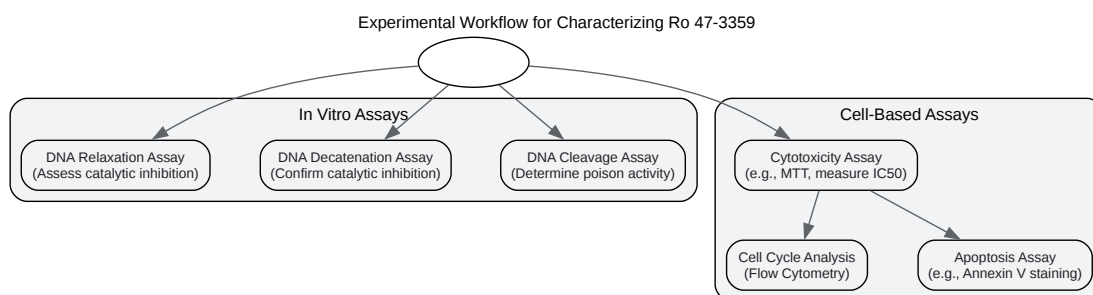 Experimental Workflow for Characterizing Ro 47-3359
In Vitro Assays
Cell-Based Assays
DNA Relaxation Assay
(Assess catalytic inhibition)
DNA Decatenation Assay
(Confirm catalytic inhibition)
DNA Cleavage Assay
(Determine poison activity)
Cytotoxicity Assay
(e.g., MTT, measure IC50)
Cell Cycle Analysis
(Flow Cytometry)
Apoptosis Assay
(e.g., Annexin V staining)